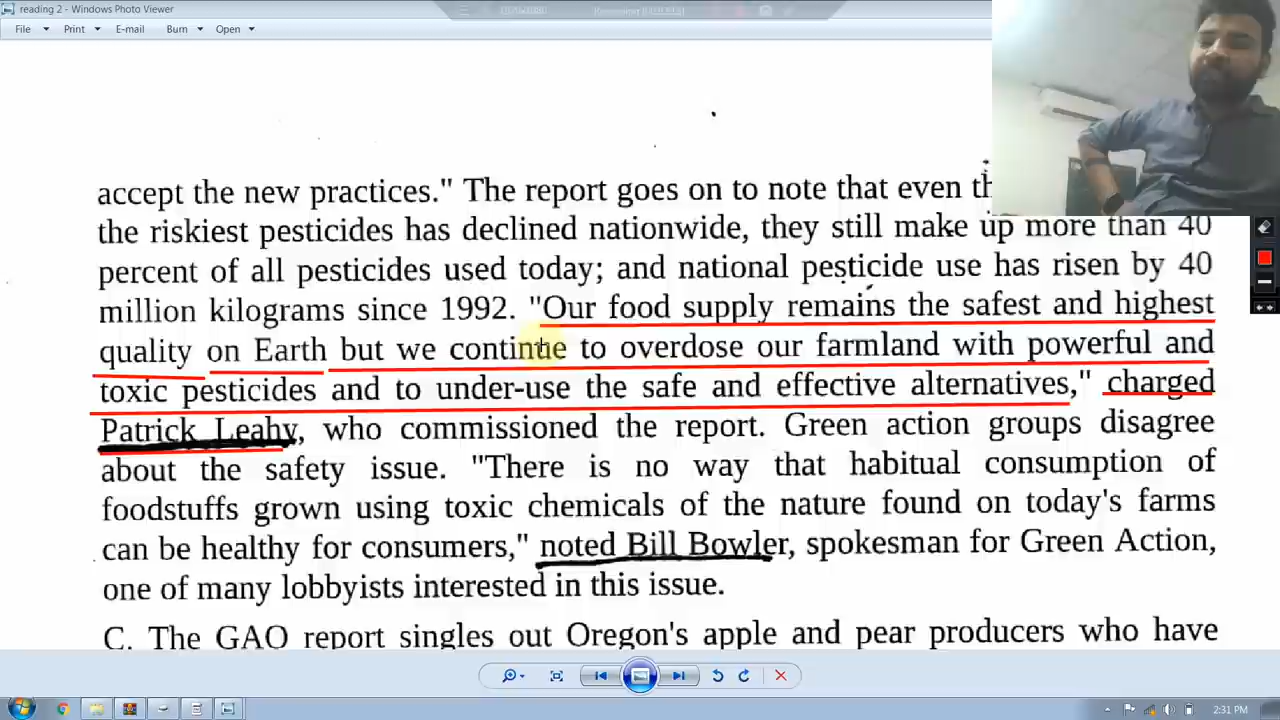 reading 2 - Windows Photo Viewer
File Print E-mail Burn Open
accept the new practices." The report goes on to note that even
the riskiest pesticides has declined nationwide, they still make up more than 40
percent of all pesticides used today; and national pesticide use has risen by 40
million kilograms since 1992. "Our food supply remains the safest and highest
quality on Earth but we continue to overdose our farmland with powerful and
toxic pesticides and to under-use the safe and effective alternatives," charged
Patrick Leahy, who commissioned the report. Green action groups disagree
about the safety issue. "There is no way that habitual consumption of
foodstuffs grown using toxic chemicals of the nature found on today's farms
can be healthy for consumers," noted Bill Bowler, spokesman for Green Action,
one of many lobbyists interested in this issue.
C. The GAO report singles out Oregon's apple and pear producers who have
2:31 PM